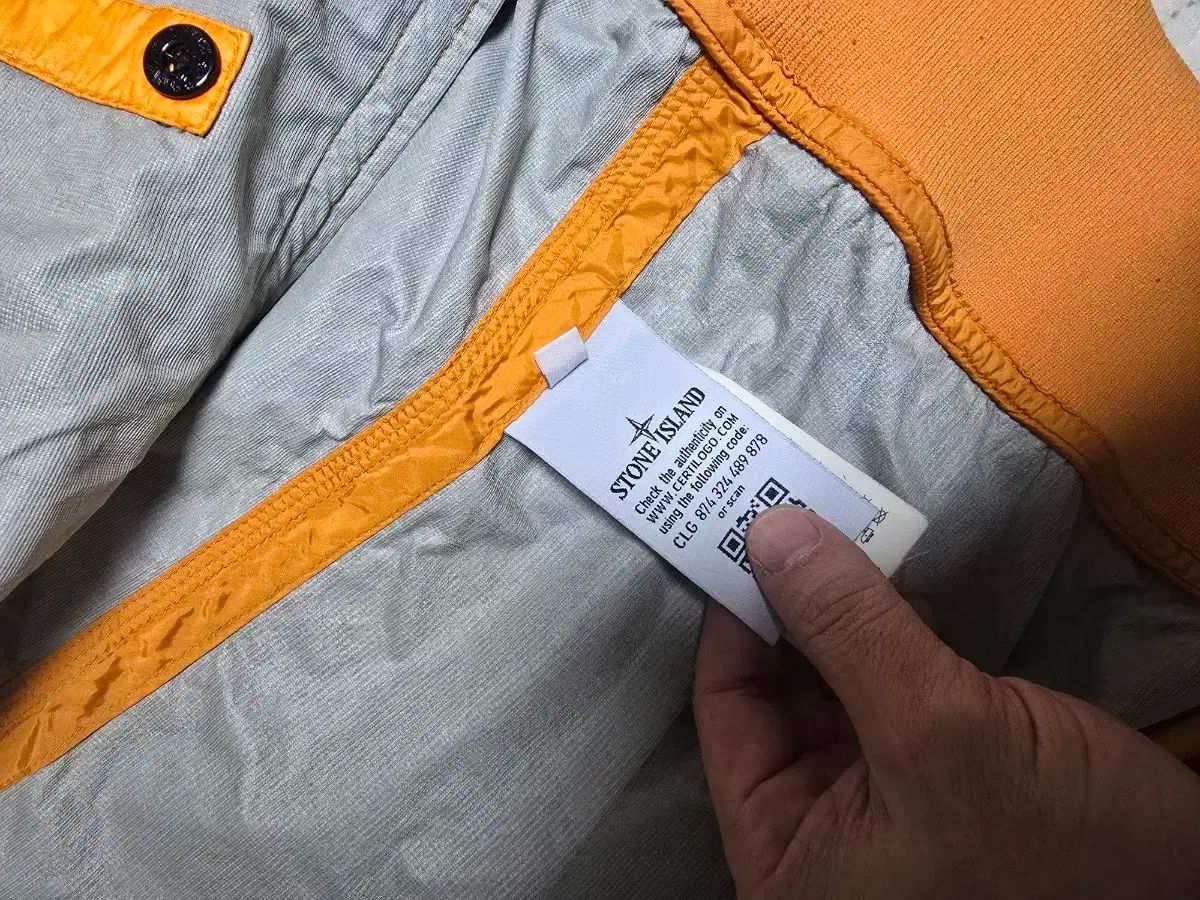 STONE ISLAND
Check the authenticity on
WWW.CERTILOGO.COM
using the following code:
CLG 874 324 489 878
or scan